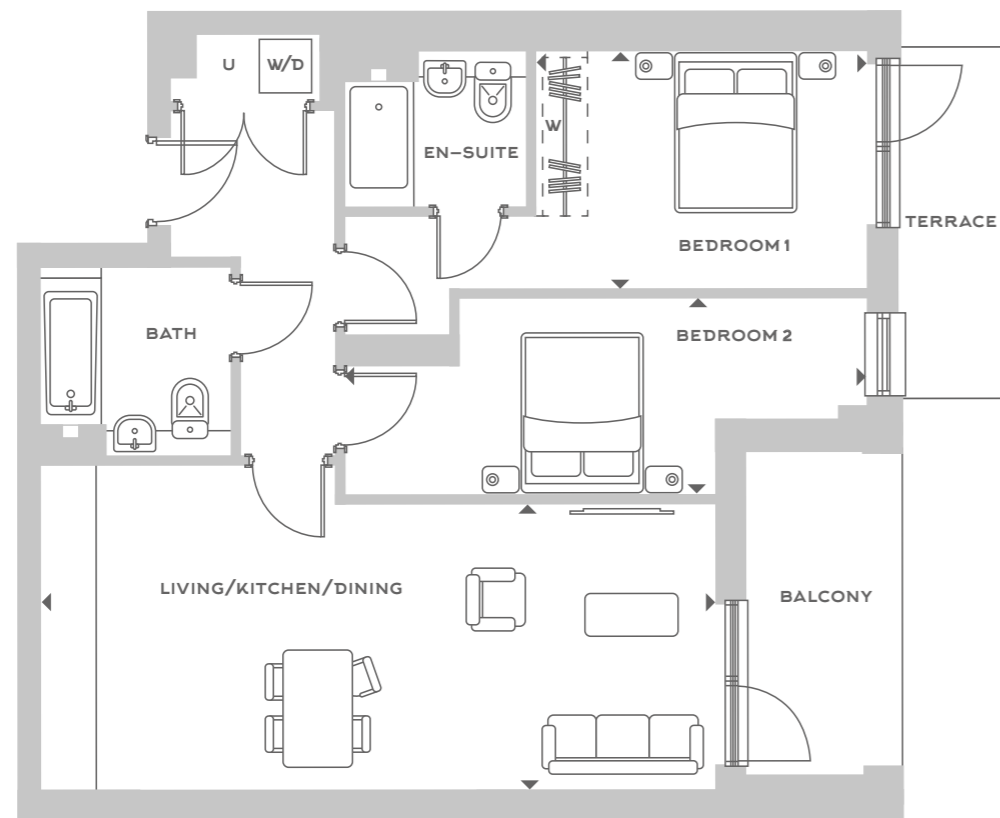 U
W/D
W
EN-SUITE
TERRACE
BEDROOM 1
BATH
BEDROOM 2
LIVING/KITCHEN/DINING
BALCONY